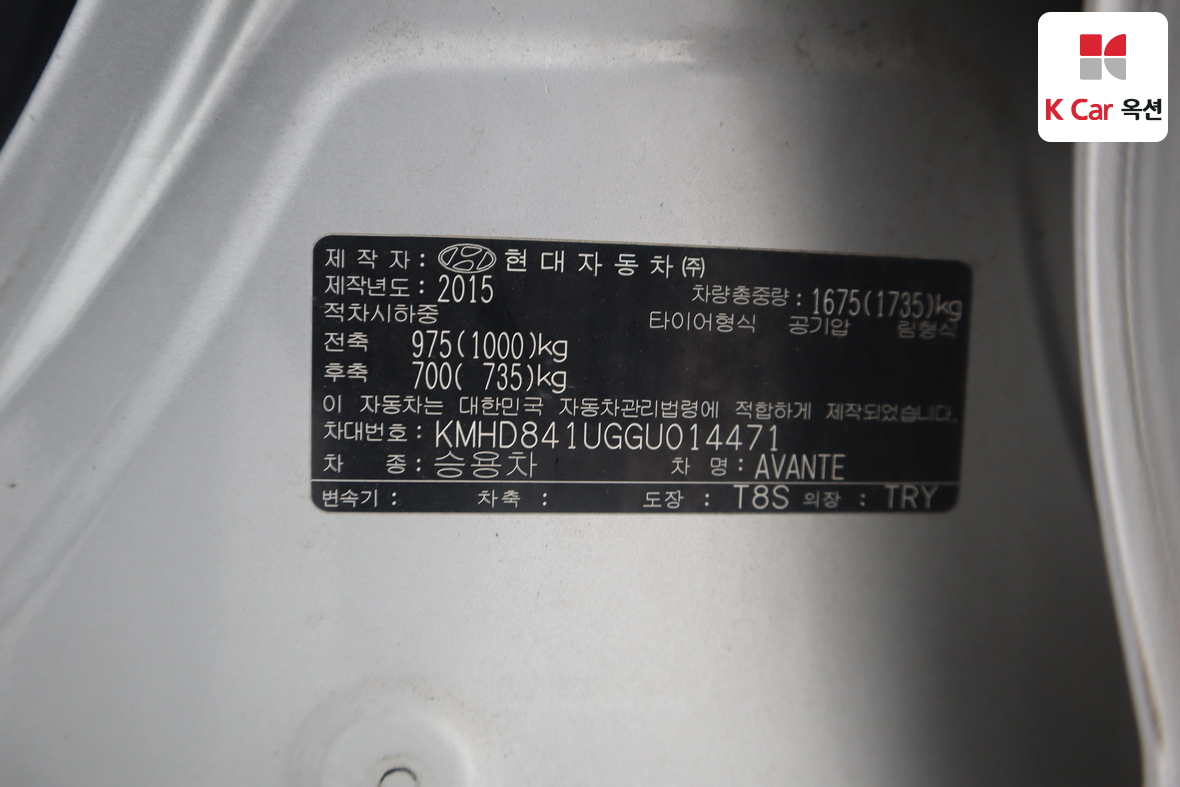 K Car 옥션
제 작 자 : 현 대 자 동 차 ㈜
제작년도 : 2015
차량총중량 : 1675(1735)kg
적차시하중
타이어형식 공기압 림형식
전축 975(1000)kg
후축 700( 735)kg
이 자동차는 대한민국 자동차관리법령에 적합하게 제작되었습니다.
차대번호 : KMHD841UGGU014471
차 종 : 승용차 차 명 : AVANTE
변속기 : 차축 : 도장 : T8S 의장 : TRY